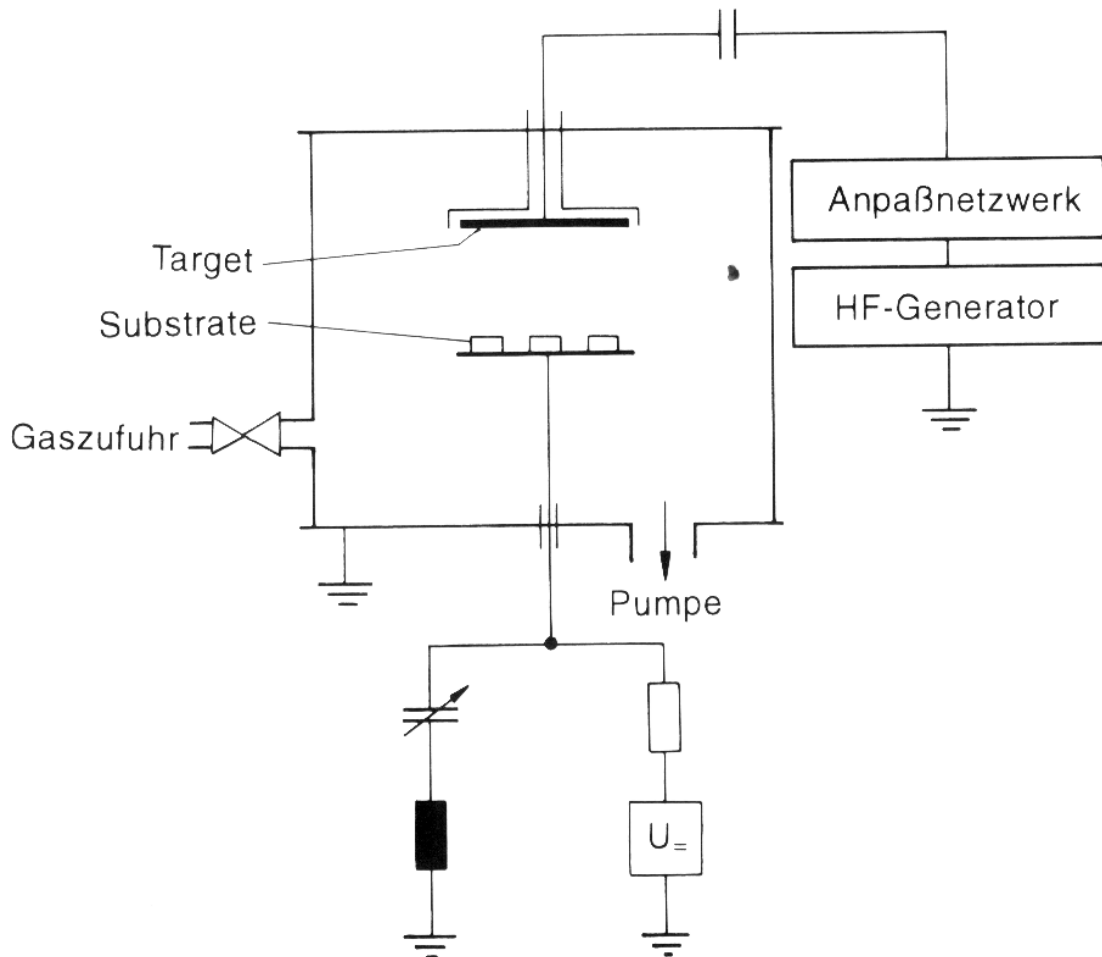 Anpaßnetzwerk
Target
HF-Generator
Substrate
Gaszufuhr
Pumpe
U=